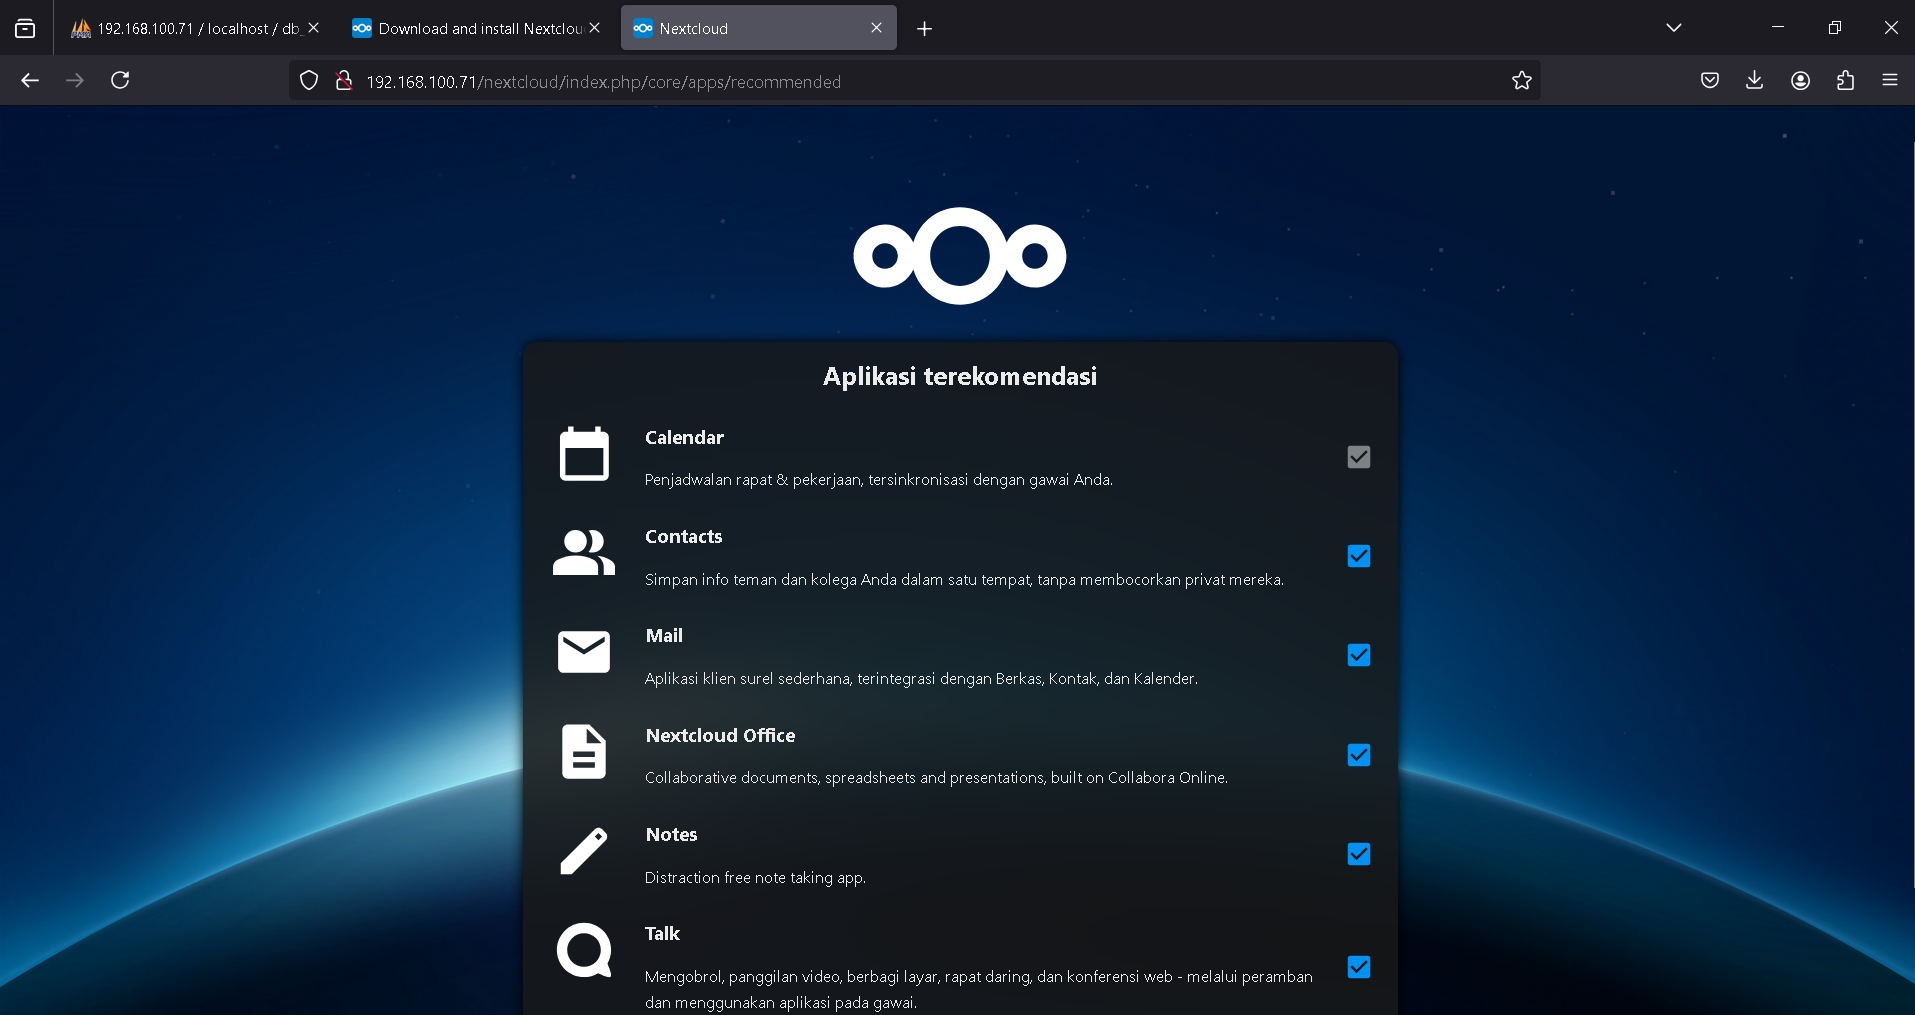 192.168.100.71 / localhost / db_
Download and install Nextclou
Nextcloud
192.168.100.71/nextcloud/index.php/core/apps/recommended
Aplikasi terekomendasi
Calendar
Penjadwalan rapat & pekerjaan, tersinkronisasi dengan gawai Anda.
Contacts
Simpan info teman dan kolega Anda dalam satu tempat, tanpa membocorkan privat mereka.
Mail
Aplikasi klien surel sederhana, terintegrasi dengan Berkas, Kontak, dan Kalender.
Nextcloud Office
Collaborative documents, spreadsheets and presentations, built on Collabora Online.
Notes
Distraction free note taking app.
Talk
Mengobrol, panggilan video, berbagi layar, rapat daring, dan konferensi web - melalui peramban
dan menggunakan aplikasi pada gawai.